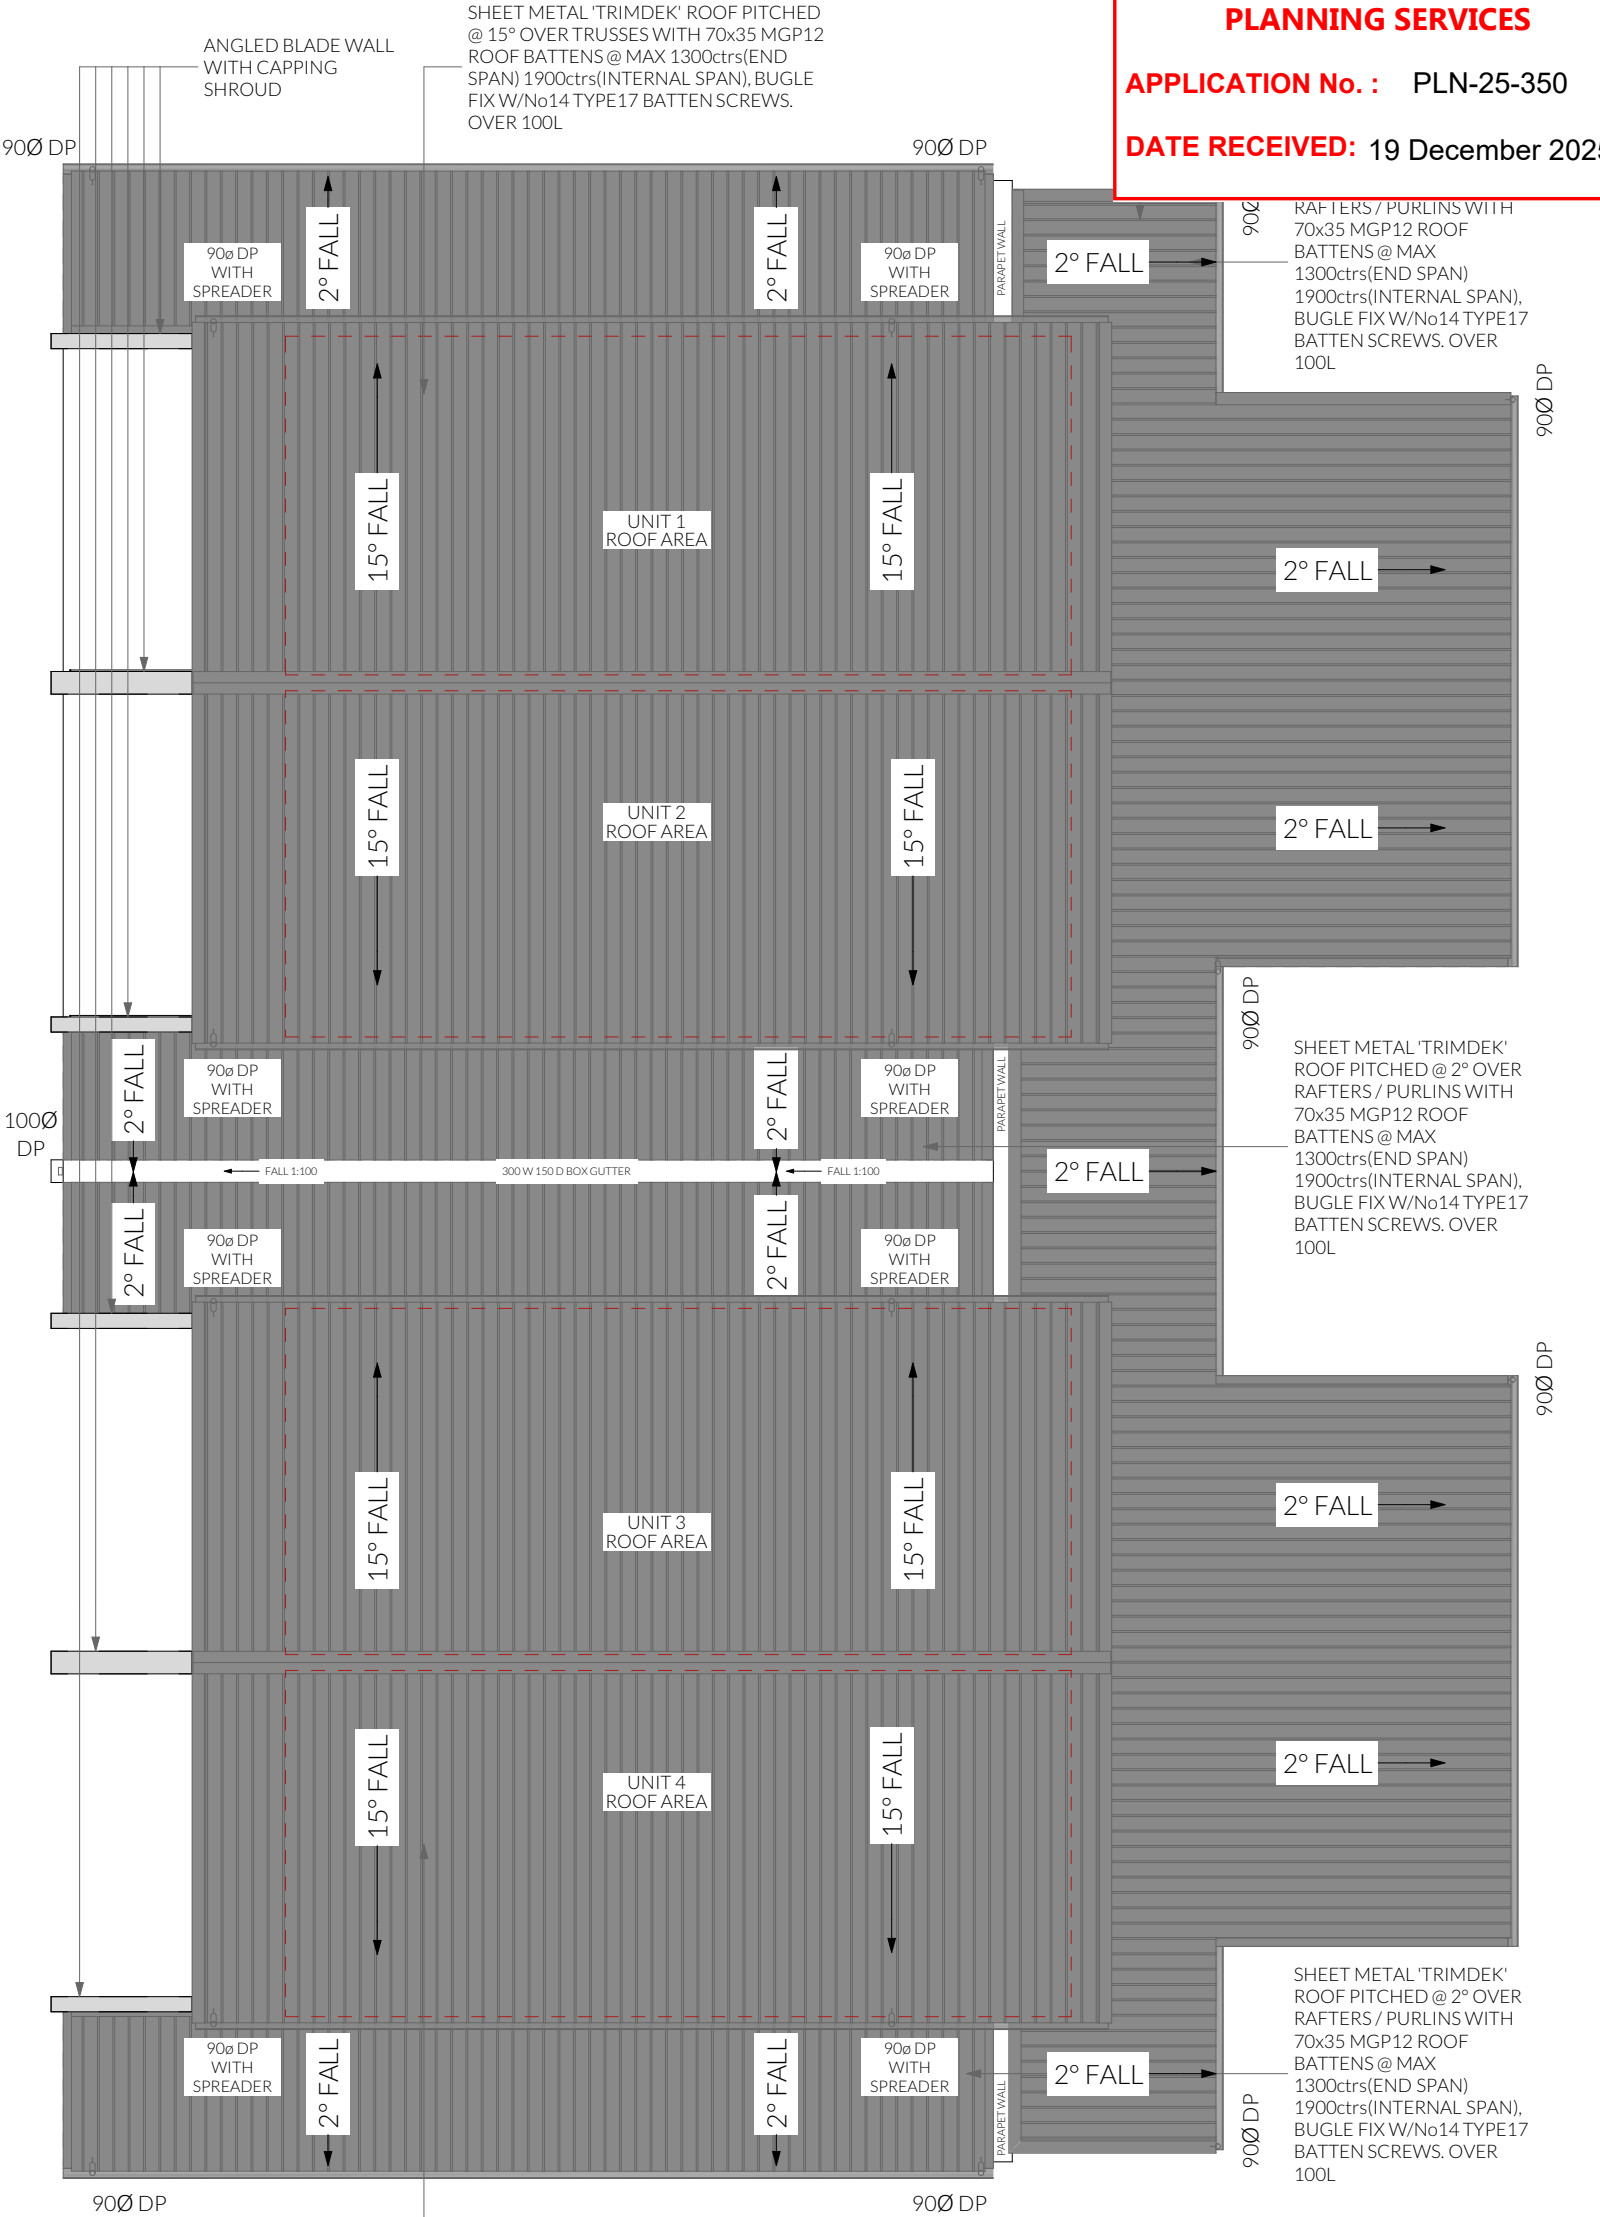 SHEET METAL 'TRIMDEK' ROOF PITCHED
@ 15° OVER TRUSSES WITH 70x35 MGP12
ROOF BATTENS @ MAX 1300ctrs(END
SPAN) 1900ctrs(INTERNAL SPAN), BUGLE
FIX W/No14 TYPE17 BATTEN SCREWS.
OVER 100L
ANGLED BLADE WALL
WITH CAPPING
SHROUD
PLANNING SERVICES
APPLICATION No. : PLN-25-350
DATE RECEIVED: 19 December 2025
90Ø DP
90Ø DP
90Ø
RAFTERS / PURLINS WITH
70x35 MGP12 ROOF
BATTENS @ MAX
1300ctrs(END SPAN)
1900ctrs(INTERNAL SPAN),
BUGLE FIX W/No14 TYPE17
BATTEN SCREWS. OVER
100L
90ø DP
WITH
SPREADER
2° FALL
2° FALL
90ø DP
WITH
SPREADER
PARAPET WALL
2° FALL
90Ø DP
15° FALL
UNIT 1
ROOF AREA
15° FALL
2° FALL
15° FALL
UNIT 2
ROOF AREA
15° FALL
2° FALL
90Ø DP
SHEET METAL 'TRIMDEK'
ROOF PITCHED @ 2° OVER
RAFTERS / PURLINS WITH
70x35 MGP12 ROOF
BATTENS @ MAX
1300ctrs(END SPAN)
1900ctrs(INTERNAL SPAN),
BUGLE FIX W/No14 TYPE17
BATTEN SCREWS. OVER
100L
2° FALL
90ø DP
WITH
SPREADER
2° FALL
90ø DP
WITH
SPREADER
PARAPET WALL
100Ø
DP
FALL 1:100
300 W 150 D BOX GUTTER
FALL 1:100
2° FALL
2° FALL
90ø DP
WITH
SPREADER
2° FALL
90ø DP
WITH
SPREADER
90Ø DP
15° FALL
UNIT 3
ROOF AREA
15° FALL
2° FALL
15° FALL
UNIT 4
ROOF AREA
15° FALL
2° FALL
SHEET METAL 'TRIMDEK'
ROOF PITCHED @ 2° OVER
RAFTERS / PURLINS WITH
70x35 MGP12 ROOF
BATTENS @ MAX
1300ctrs(END SPAN)
1900ctrs(INTERNAL SPAN),
BUGLE FIX W/No14 TYPE17
BATTEN SCREWS. OVER
100L
90ø DP
WITH
SPREADER
2° FALL
2° FALL
90ø DP
WITH
SPREADER
PARAPET WALL
2° FALL
90Ø DP
90Ø DP
90Ø DP